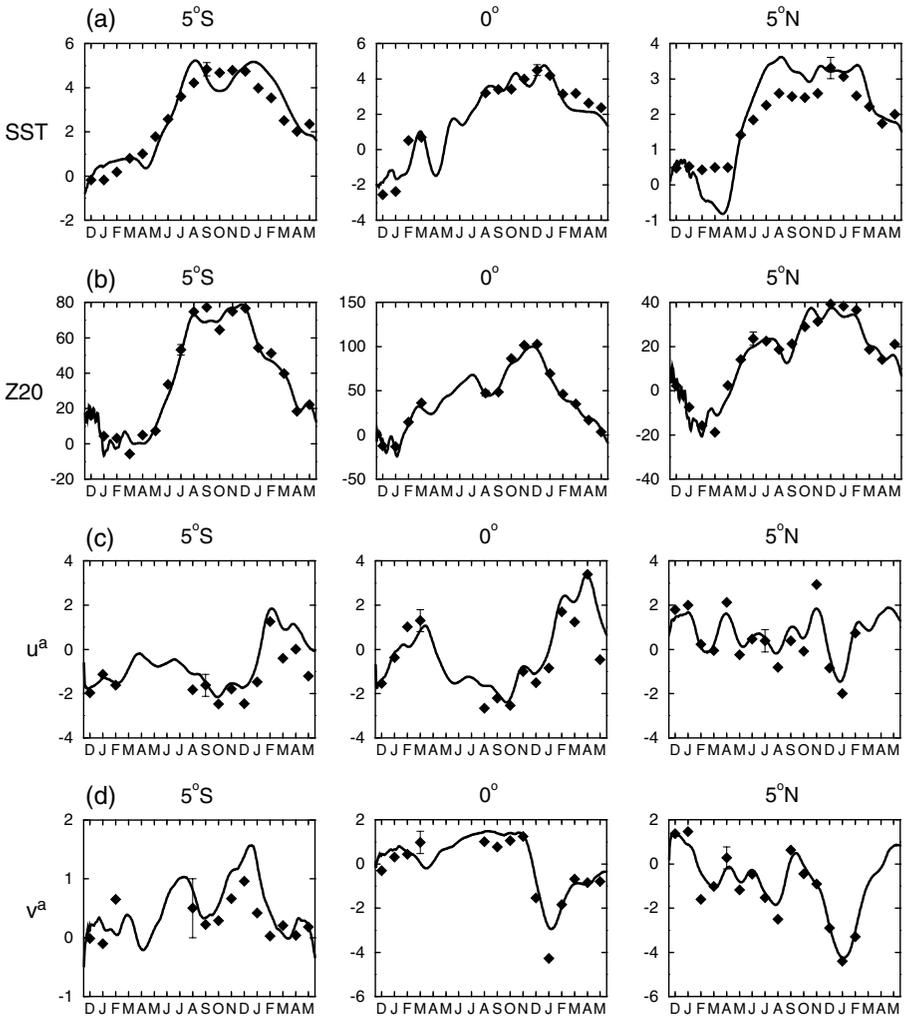 (a) 5°S 0° 5°N
SST
6 6 4
4 4 3
2 2 2
0 0 1
-2 0
-2 -4 -1
D J F M A M J J A S O N D J F M A M D J F M A M J J A S O N D J F M A M D J F M A M J J A S O N D J F M A M
(b) 5°S 0° 5°N
Z20
80 150 40
60 100 20
40 50 0
20 0 -20
0
-20 -50 -40
D J F M A M J J A S O N D J F M A M D J F M A M J J A S O N D J F M A M D J F M A M J J A S O N D J F M A M
(c) 5°S 0° 5°N
uᵃ
4 4 4
2 2 2
0 0 0
-2 -2 -2
-4 -4 -4
D J F M A M J J A S O N D J F M A M D J F M A M J J A S O N D J F M A M D J F M A M J J A S O N D J F M A M
(d) 5°S 0° 5°N
vᵃ
2 2 2
1 0 0
0 -2 -2
-4 -4
-1 -6 -6
D J F M A M J J A S O N D J F M A M D J F M A M J J A S O N D J F M A M D J F M A M J J A S O N D J F M A M